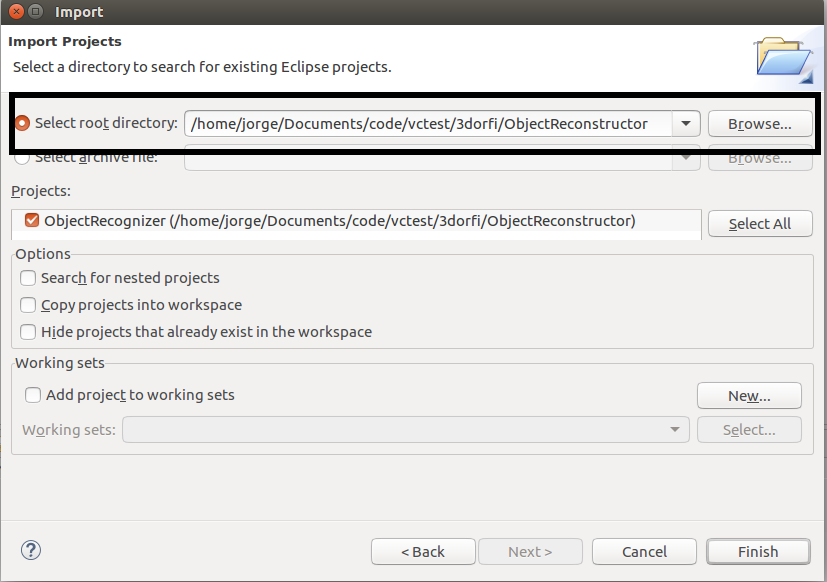 Import
Import Projects
Select a directory to search for existing Eclipse projects.
Select root directory: /home/jorge/Documents/code/vctest/3dorfi/ObjectReconstructor Browse...
Select archive file: Browse...
Projects:
ObjectRecognizer (/home/jorge/Documents/code/vctest/3dorfi/ObjectReconstructor) Select All
Options
Search for nested projects
Copy projects into workspace
Hide projects that already exist in the workspace
Working sets
Add project to working sets New...
Working sets: Select...
? < Back Next > Cancel Finish